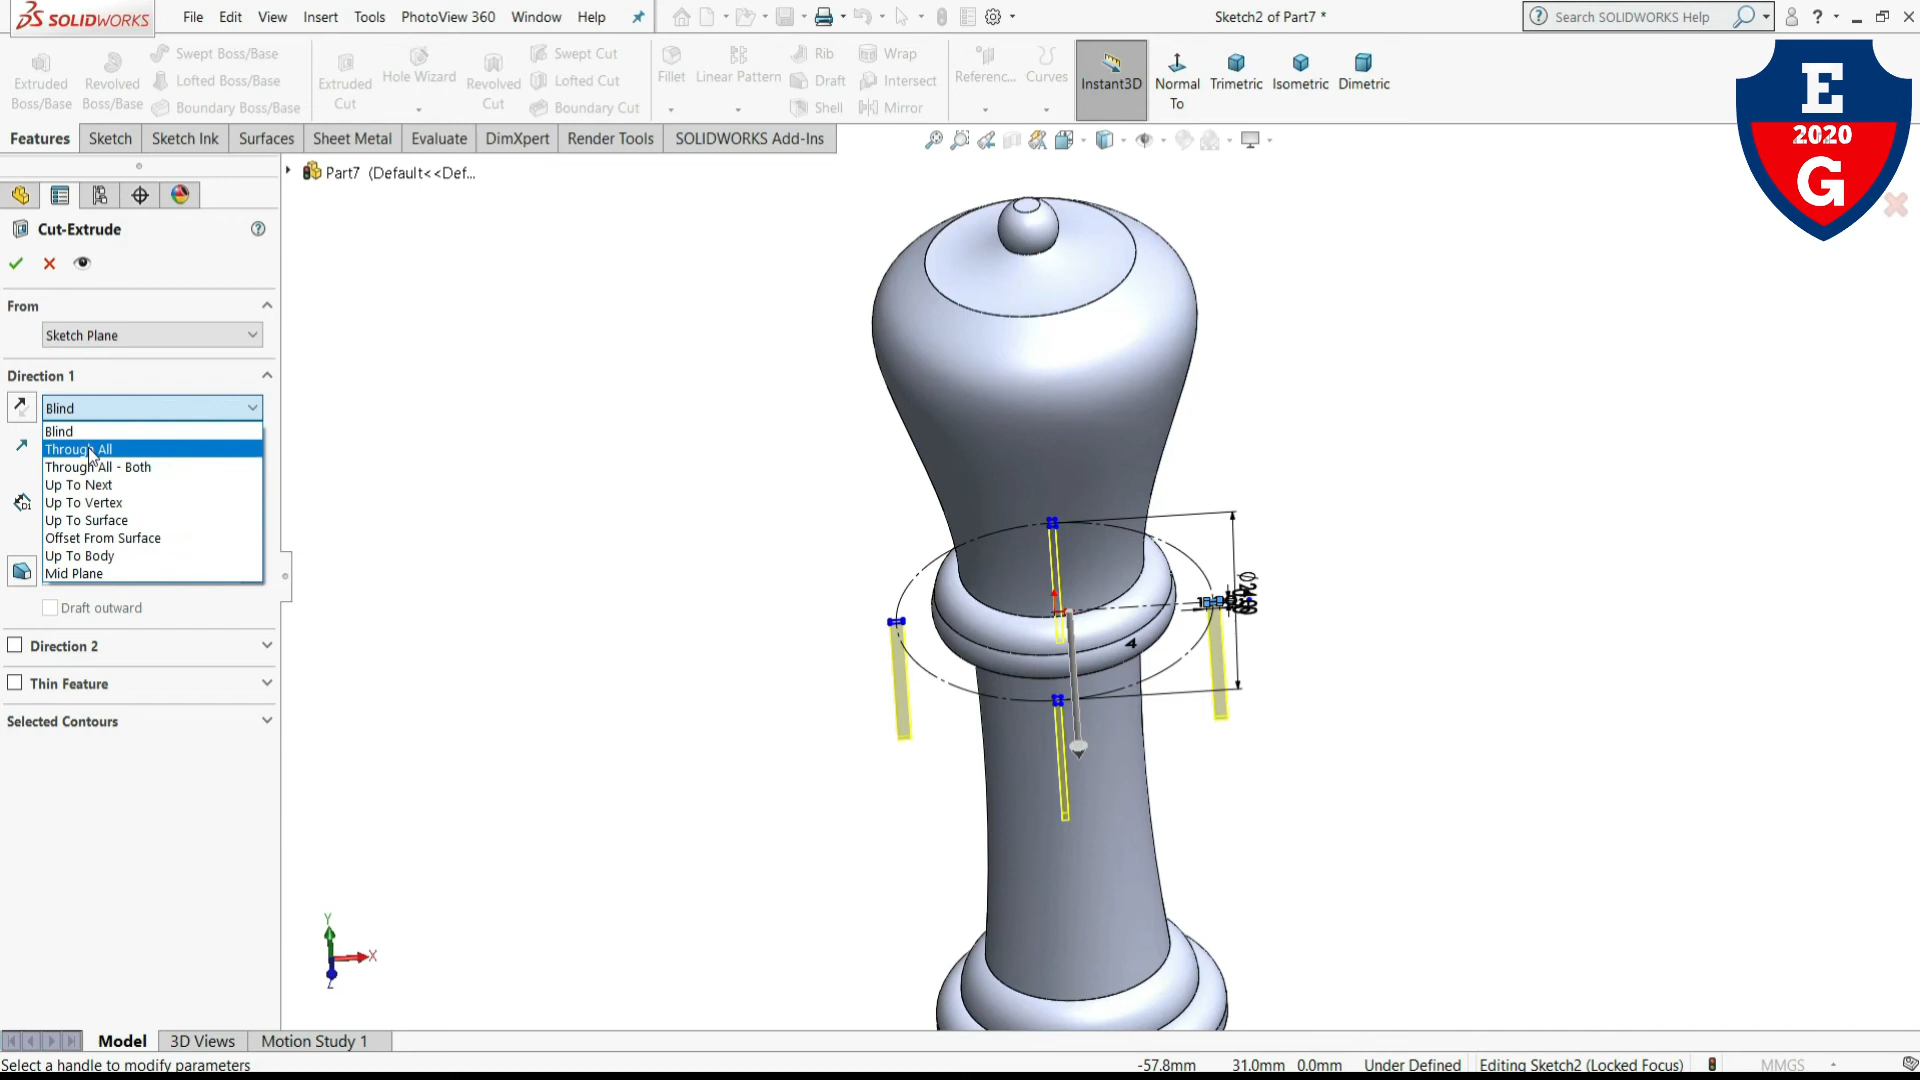 SOLIDWORKS
File Edit View Insert Tools PhotoView 360 Window Help
Sketch2 of Part7 *
Search SOLIDWORKS Help
Extruded Boss/Base
Revolved Boss/Base
Swept Boss/Base
Lofted Boss/Base
Boundary Boss/Base
Extruded Cut
Hole Wizard
Revolved Cut
Swept Cut
Lofted Cut
Boundary Cut
Fillet
Linear Pattern
Rib
Draft
Shell
Wrap
Intersect
Mirror
Referenc...
Curves
Instant3D
Normal To
Trimetric
Isometric
Dimetric
E
2020
G
Features Sketch Sketch Ink Surfaces Sheet Metal Evaluate DimXpert Render Tools SOLIDWORKS Add-Ins
Part7 (Default<<Def...
Cut-Extrude
From
Sketch Plane
Direction 1
Blind
Blind
Through All
Through All - Both
Up To Next
Up To Vertex
Up To Surface
Offset From Surface
Up To Body
Mid Plane
Draft outward
Direction 2
Thin Feature
Selected Contours
4
Y
X
Z
Model 3D Views Motion Study 1
Select a handle to modify parameters
-57.8mm 31.0mm 0.0mm Under Defined Editing Sketch2 (Locked Focus) MMGS